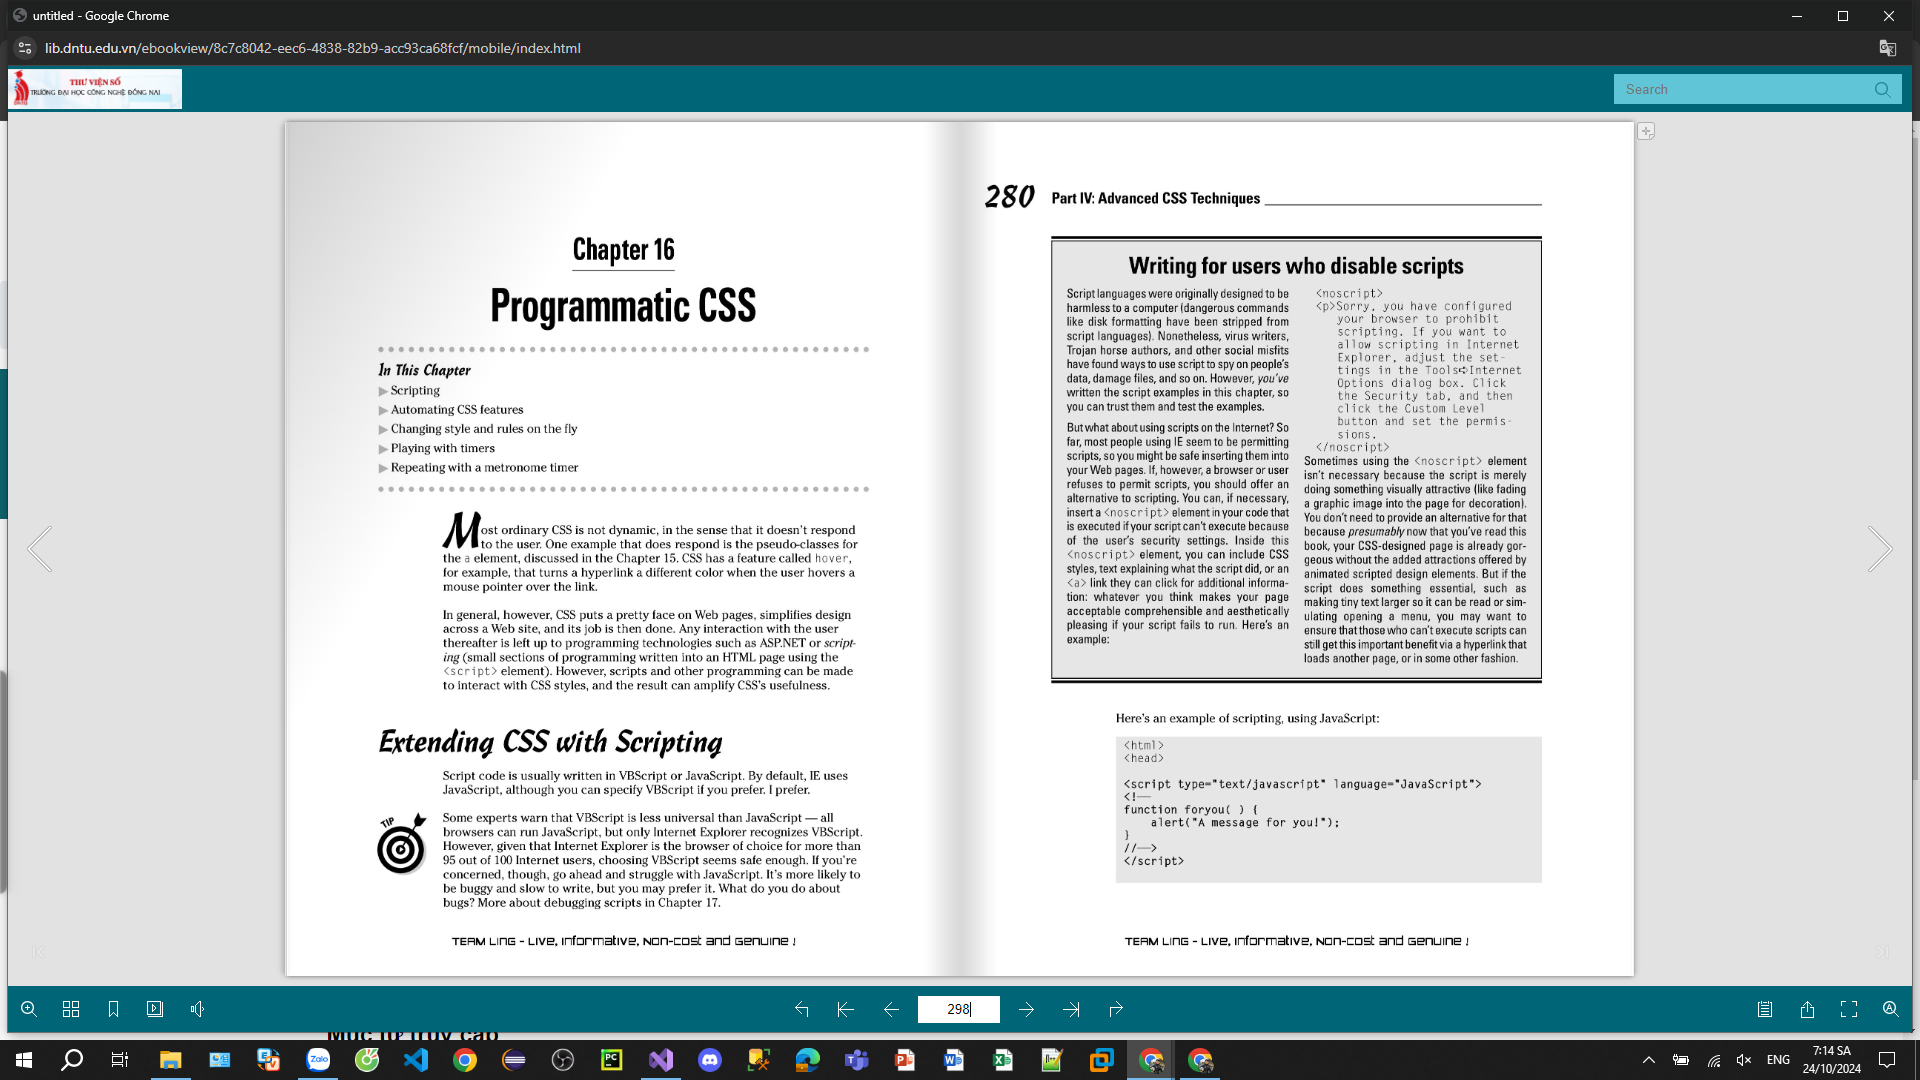 untitled - Google Chrome
lib.dntu.edu.vn/ebookview/8c7c8042-eec6-4838-82b9-acc93ca68fcf/mobile/index.html
THƯ VIỆN SỐ
TRƯỜNG ĐẠI HỌC CÔNG NGHỆ ĐỒNG NAI
Search
Chapter 16
Programmatic CSS
In This Chapter
Scripting
Automating CSS features
Changing style and rules on the fly
Playing with timers
Repeating with a metronome timer
Most ordinary CSS is not dynamic, in the sense that it doesn't respond
to the user. One example that does respond is the pseudo-classes for
the a element, discussed in the Chapter 15. CSS has a feature called hover,
for example, that turns a hyperlink a different color when the user hovers a
mouse pointer over the link.
In general, however, CSS puts a pretty face on Web pages, simplifies design
across a Web site, and its job is then done. Any interaction with the user
thereafter is left up to programming technologies such as ASP.NET or script-
ing (small sections of programming written into an HTML page using the
<script> element). However, scripts and other programming can be made
to interact with CSS styles, and the result can amplify CSS's usefulness.
Extending CSS with Scripting
Script code is usually written in VBScript or JavaScript. By default, IE uses
JavaScript, although you can specify VBScript if you prefer. I prefer.
TIP
Some experts warn that VBScript is less universal than JavaScript — all
browsers can run JavaScript, but only Internet Explorer recognizes VBScript.
However, given that Internet Explorer is the browser of choice for more than
95 out of 100 Internet users, choosing VBScript seems safe enough. If you're
concerned, though, go ahead and struggle with JavaScript. It's more likely to
be buggy and slow to write, but you may prefer it. What do you do about
bugs? More about debugging scripts in Chapter 17.
TEAM LinG - Live, Informative, Non-cost and Genuine !
280 Part IV: Advanced CSS Techniques
Writing for users who disable scripts
Script languages were originally designed to be
harmless to a computer (dangerous commands
like disk formatting have been stripped from
script languages). Nonetheless, virus writers,
Trojan horse authors, and other social misfits
have found ways to use script to spy on people's
data, damage files, and so on. However, you've
written the script examples in this chapter, so
you can trust them and test the examples.
But what about using scripts on the Internet? So
far, most people using IE seem to be permitting
scripts, so you might be safe inserting them into
your Web pages. If, however, a browser or user
refuses to permit scripts, you should offer an
alternative to scripting. You can, if necessary,
insert a <noscript> element in your code that
is executed if your script can't execute because
of the user's security settings. Inside this
<noscript> element, you can include CSS
styles, text explaining what the script did, or an
<a> link they can click for additional informa-
tion: whatever you think makes your page
acceptable comprehensible and aesthetically
pleasing if your script fails to run. Here's an
example:
<noscript>
<p>Sorry, you have configured
your browser to prohibit
scripting. If you want to
allow scripting in Internet
Explorer, adjust the set-
tings in the Tools➪Internet
Options dialog box. Click
the Security tab, and then
click the Custom Level
button and set the permis-
sions.
</noscript>
Sometimes using the <noscript> element
isn't necessary because the script is merely
doing something visually attractive (like fading
a graphic image into the page for decoration).
You don't need to provide an alternative for that
because presumably now that you've read this
book, your CSS-designed page is already gor-
geous without the added attractions offered by
animated scripted design elements. But if the
script does something essential, such as
making tiny text larger so it can be read or sim-
ulating opening a menu, you may want to
ensure that those who can't execute scripts can
still get this important benefit via a hyperlink that
loads another page, or in some other fashion.
Here's an example of scripting, using JavaScript:
<html>
<head>
<script type="text/javascript" language="JavaScript">
<!—
function foryou( ) {
alert("A message for you!");
}
//—>
</script>
TEAM LinG - Live, Informative, Non-cost and Genuine !
298
ENG
7:14 SA
24/10/2024